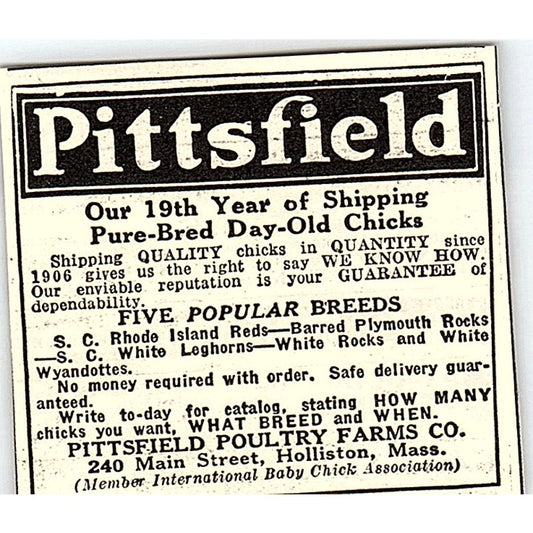 Pittsfield
Our 19th Year of Shipping
Pure-Bred Day-Old Chicks
Shipping QUALITY chicks in QUANTITY since
1906 gives us the right to say WE KNOW HOW.
Our enviable reputation is your GUARANTEE of
dependability.
FIVE POPULAR BREEDS
S. C. Rhode Island Reds—Barred Plymouth Rocks
—S. C. White Leghorns—White Rocks and White
Wyandottes.
No money required with order. Safe delivery guar-
anteed.
Write to-day for catalog, stating HOW MANY
chicks you want, WHAT BREED and WHEN.
PITTSFIELD POULTRY FARMS CO.
240 Main Street, Holliston, Mass.
(Member International Baby Chick Association)